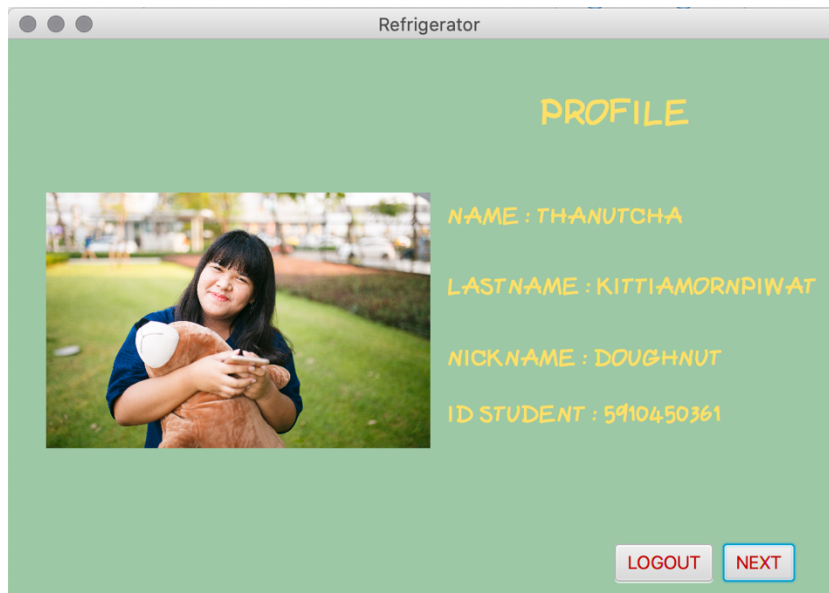 Refrigerator
PROFILE
NAME : THANUTCHA
LASTNAME : KITTIAMORNPIWAT
NICKNAME : DOUGHNUT
ID STUDENT : 5910450361
LOGOUT NEXT